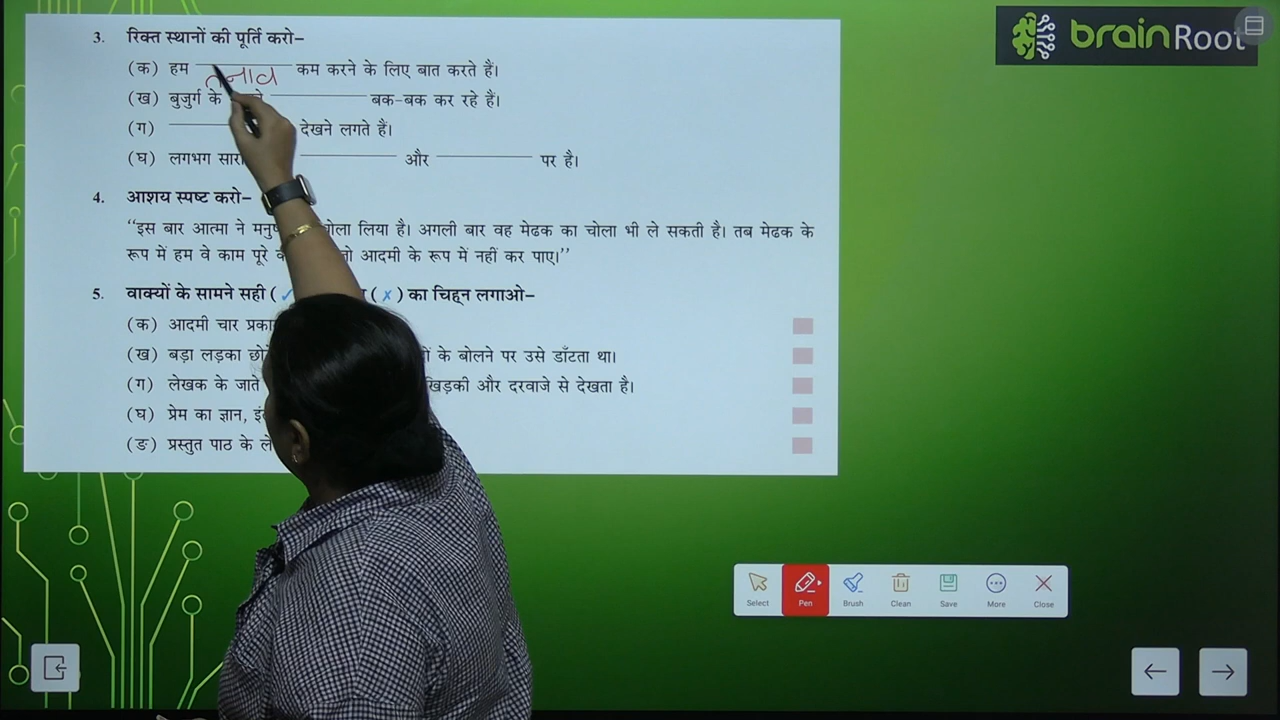 3. रिक्त स्थानों की पूर्ति करो–
(क) हम तनाव कम करने के लिए बात करते हैं।
(ख) बुजुर्ग के बक-बक कर रहे हैं।
(ग) देखने लगते हैं।
(घ) लगभग और पर है।
4. आशय स्पष्ट करो–
“इस बार आत्मा ने चोला लिया है। अगली बार वह मेढक का चोला भी ले सकती है। तब मेढक के
रूप में हम वे काम पूरे आदमी के रूप में नहीं कर पाए।”
5. वाक्यों के सामने सही (✓ (✗) का चिह्न लगाओ–
(क) आदमी चार
(ख) बड़ा लड़का के बोलने पर उसे डाँटता था।
(ग) लेखक के जाते खिड़की और दरवाजे से देखता है।
(घ) प्रेम का ज्ञान,
(ङ) प्रस्तुत पाठ के
brainRoot
Select Pen Brush Clean Save More Close